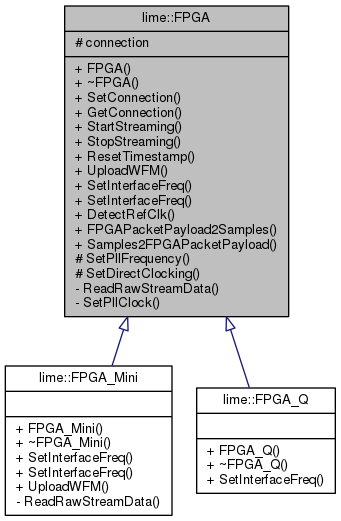 lime::FPGA
# connection
+ FPGA()
+ ~FPGA()
+ SetConnection()
+ GetConnection()
+ StartStreaming()
+ StopStreaming()
+ ResetTimestamp()
+ UploadWFM()
+ SetInterfaceFreq()
+ SetInterfaceFreq()
+ DetectRefClk()
+ FPGAPacketPayload2Samples()
+ Samples2FPGAPacketPayload()
# SetPllFrequency()
# SetDirectClocking()
- ReadRawStreamData()
- SetPllClock()
lime::FPGA_Mini
+ FPGA_Mini()
+ ~FPGA_Mini()
+ SetInterfaceFreq()
+ SetInterfaceFreq()
+ UploadWFM()
- ReadRawStreamData()
lime::FPGA_Q
+ FPGA_Q()
+ ~FPGA_Q()
+ SetInterfaceFreq()